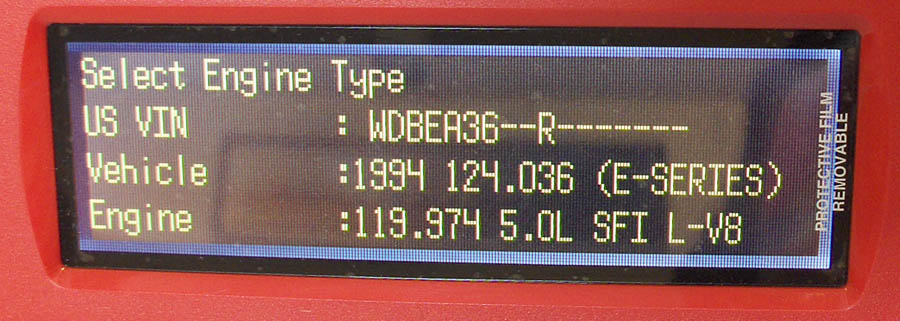 Select Engine Type
US VIN : WDBEA36--R-------
Vehicle :1994 124.036 (E-SERIES)
Engine :119.974 5.0L SFI L-V8
PROTECTIVE FILM
REMOVABLE